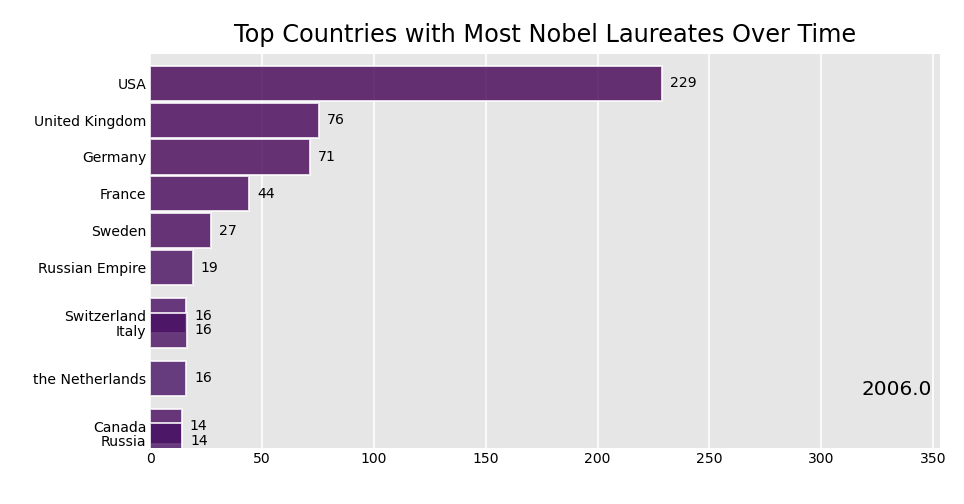 Top Countries with Most Nobel Laureates Over Time
USA 229
United Kingdom 76
Germany 71
France 44
Sweden 27
Russian Empire 19
Switzerland 16
Italy 16
the Netherlands 16
2006.0
Canada 14
Russia 14
0 50 100 150 200 250 300 350